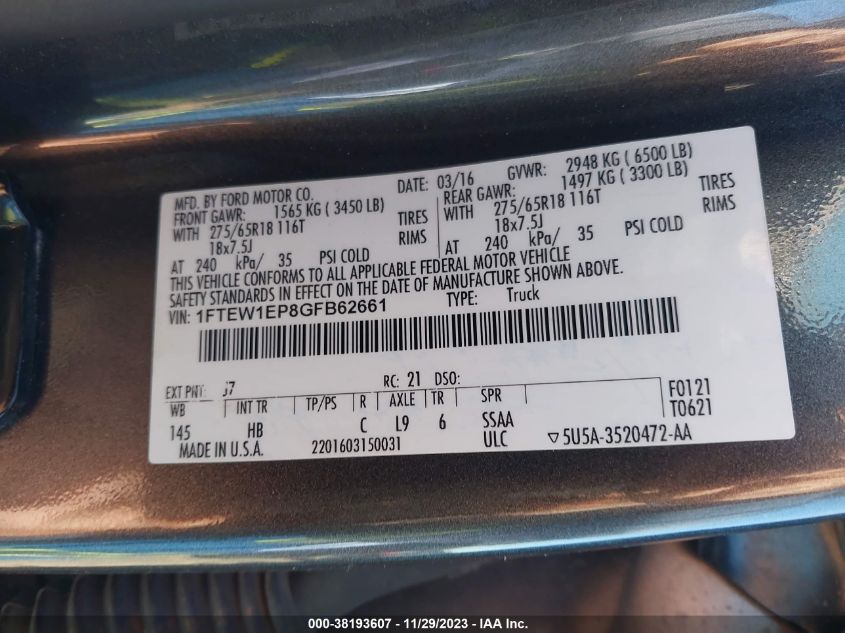 MFD. BY FORD MOTOR CO.
DATE: 03/16
GVWR: 2948 KG ( 6500 LB)
FRONT GAWR: 1565 KG ( 3450 LB)
REAR GAWR: 1497 KG ( 3300 LB)
WITH 275/65R18 116T TIRES
WITH 275/65R18 116T TIRES
18x7.5J RIMS
18x7.5J RIMS
AT 240 kPa/ 35 PSI COLD
AT 240 kPa/ 35 PSI COLD
THIS VEHICLE CONFORMS TO ALL APPLICABLE FEDERAL MOTOR VEHICLE
SAFETY STANDARDS IN EFFECT ON THE DATE OF MANUFACTURE SHOWN ABOVE.
VIN: 1FTEW1EP8GFB62661
TYPE: Truck
EXT PNT: J7 RC: 21 DSO:
WB INT TR TP/PS R AXLE TR SPR F0121
145 HB C L9 6 SSAA T0621
MADE IN U.S.A. 2201603150031 ULC ▽5U5A-3520472-AA
000-38193607 - 11/29/2023 - IAA Inc.